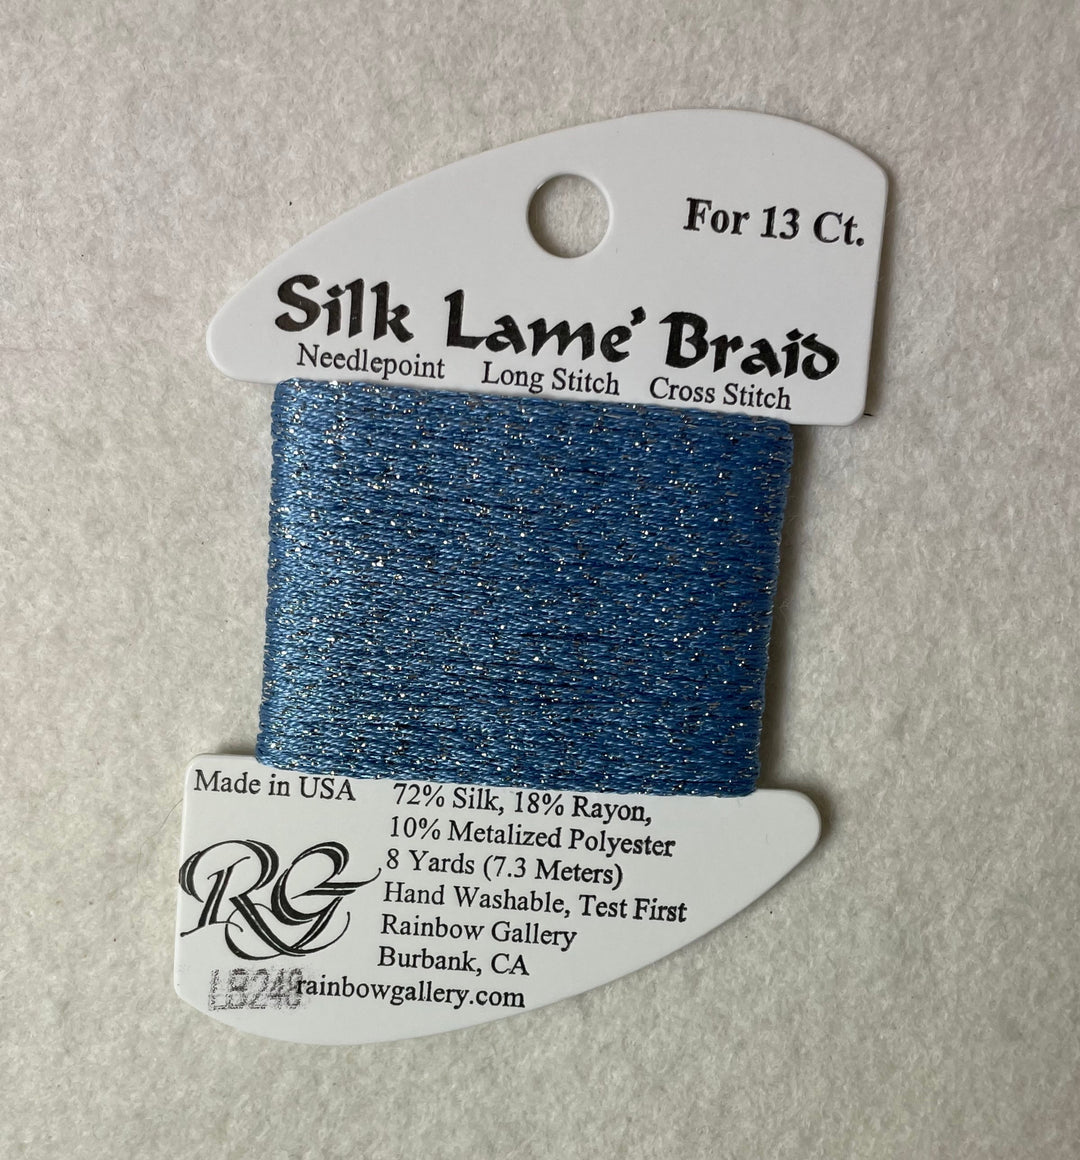 For 13 Ct.
Silk Lame' Braid
Needlepoint Long Stitch Cross Stitch
Made in USA
72% Silk, 18% Rayon,
10% Metalized Polyester
8 Yards (7.3 Meters)
Hand Washable, Test First
Rainbow Gallery
Burbank, CA
rainbowgallery.com
RG